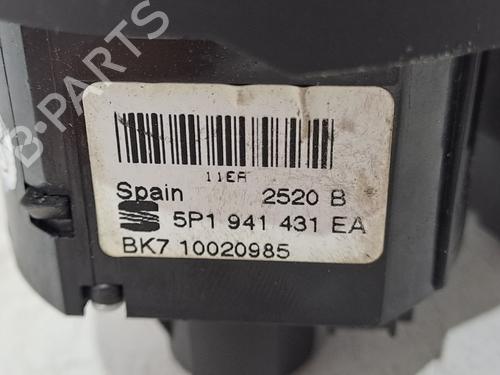 B-PARTS
11EA
Spain 2520 B
5P1 941 431 EA
BK7 10020985